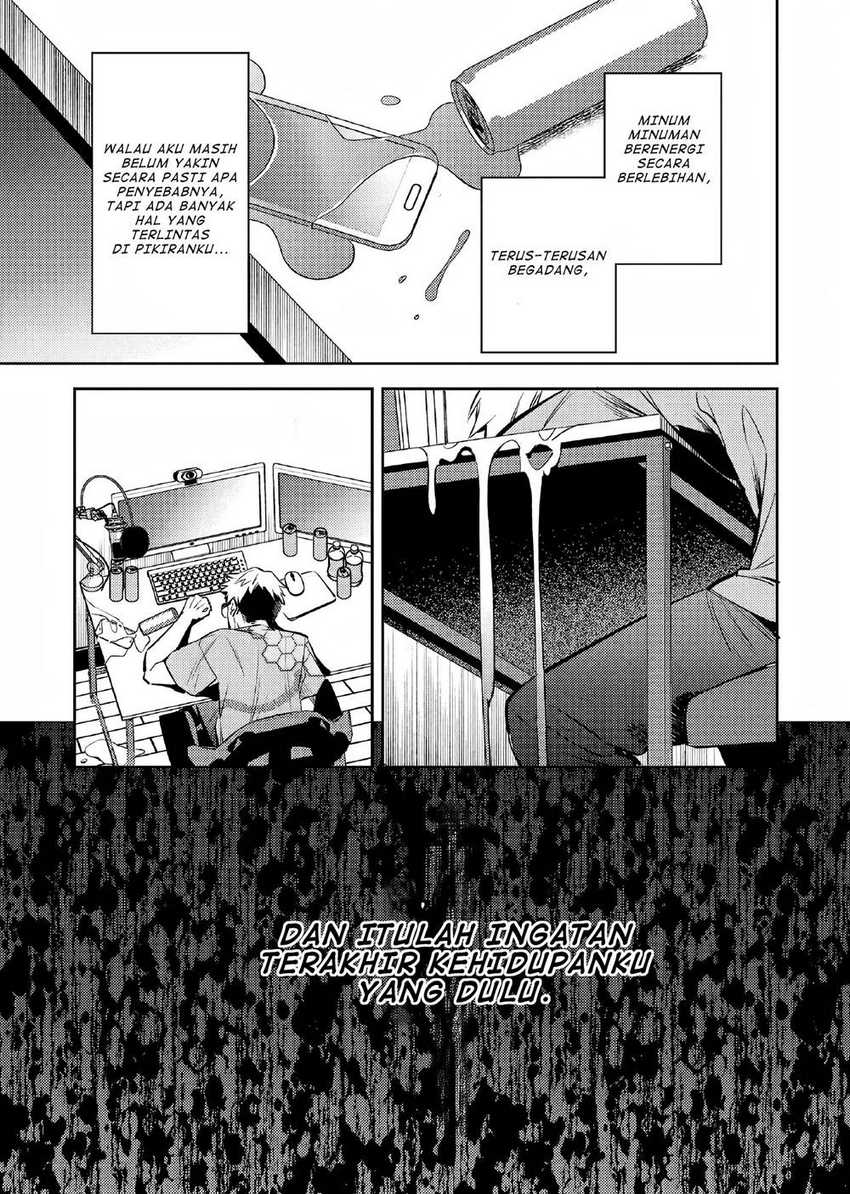 MINUM
MINUMAN
BERENERGI
SECARA
BERLEBIHAN,
TERUS-TERUSAN
BEGADANG,
WALAU AKU MASIH
BELUM YAKIN
SECARA PASTI APA
PENYEBABNYA,
TAPI ADA BANYAK
HAL YANG
TERLINTAS
DI PIKIRANKU...
DAN ITULAH INGATAN
TERAKHIR KEHIDUPANKU
YANG DULU.